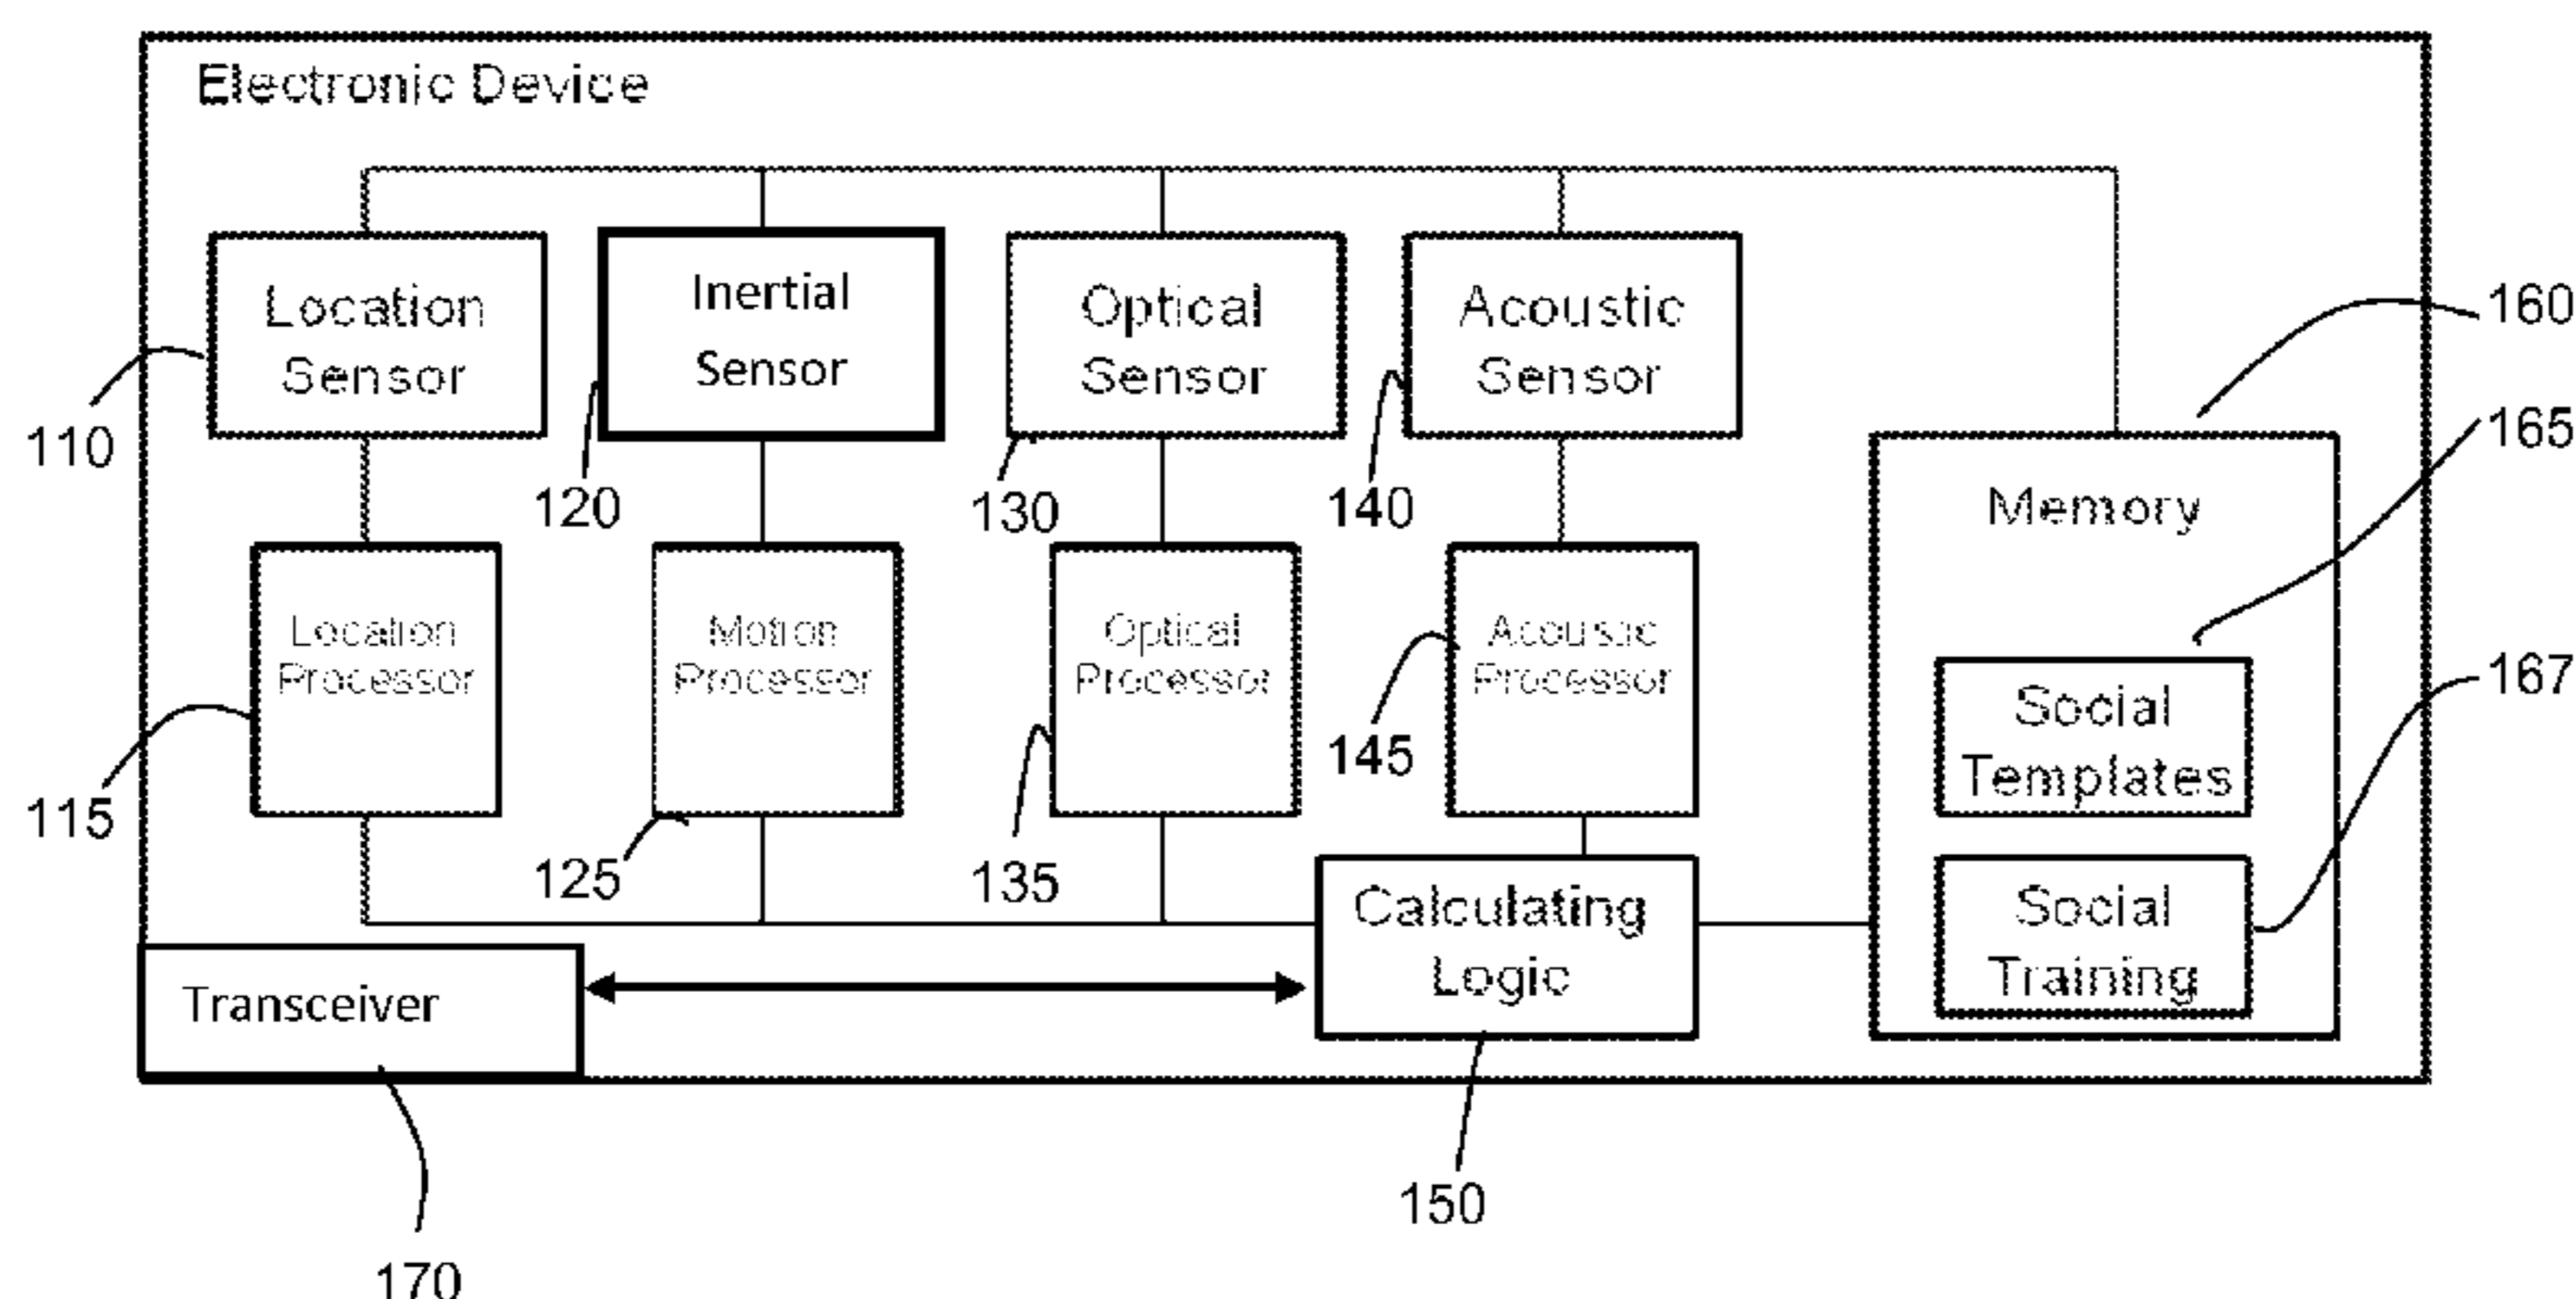 Electronic Device
Location
Sensor
Inertial
Sensor
Optical
Sensor
Acoustic
Sensor
160
165
110
120
130
140
Memory
Location
Processor
Motion
Processor
Optical
Processor
Acoustic
Processor
167
Social
Templates
115
125
135
145
Calculating
Logic
Social
Training
Transceiver
150
170